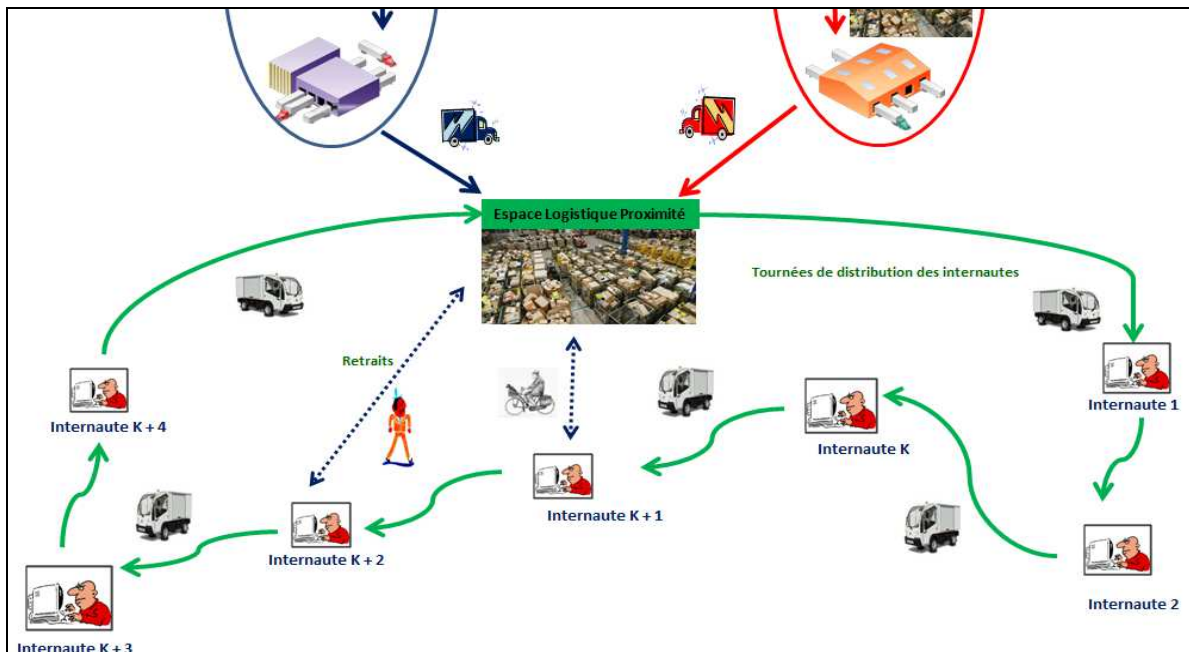 Espace Logistique Proximité
Tournées de distribution des internautes
Retraits
Internaute 1
Internaute K + 4
Internaute K
Internaute K + 1
Internaute K + 2
Internaute 2
Internaute K + 3